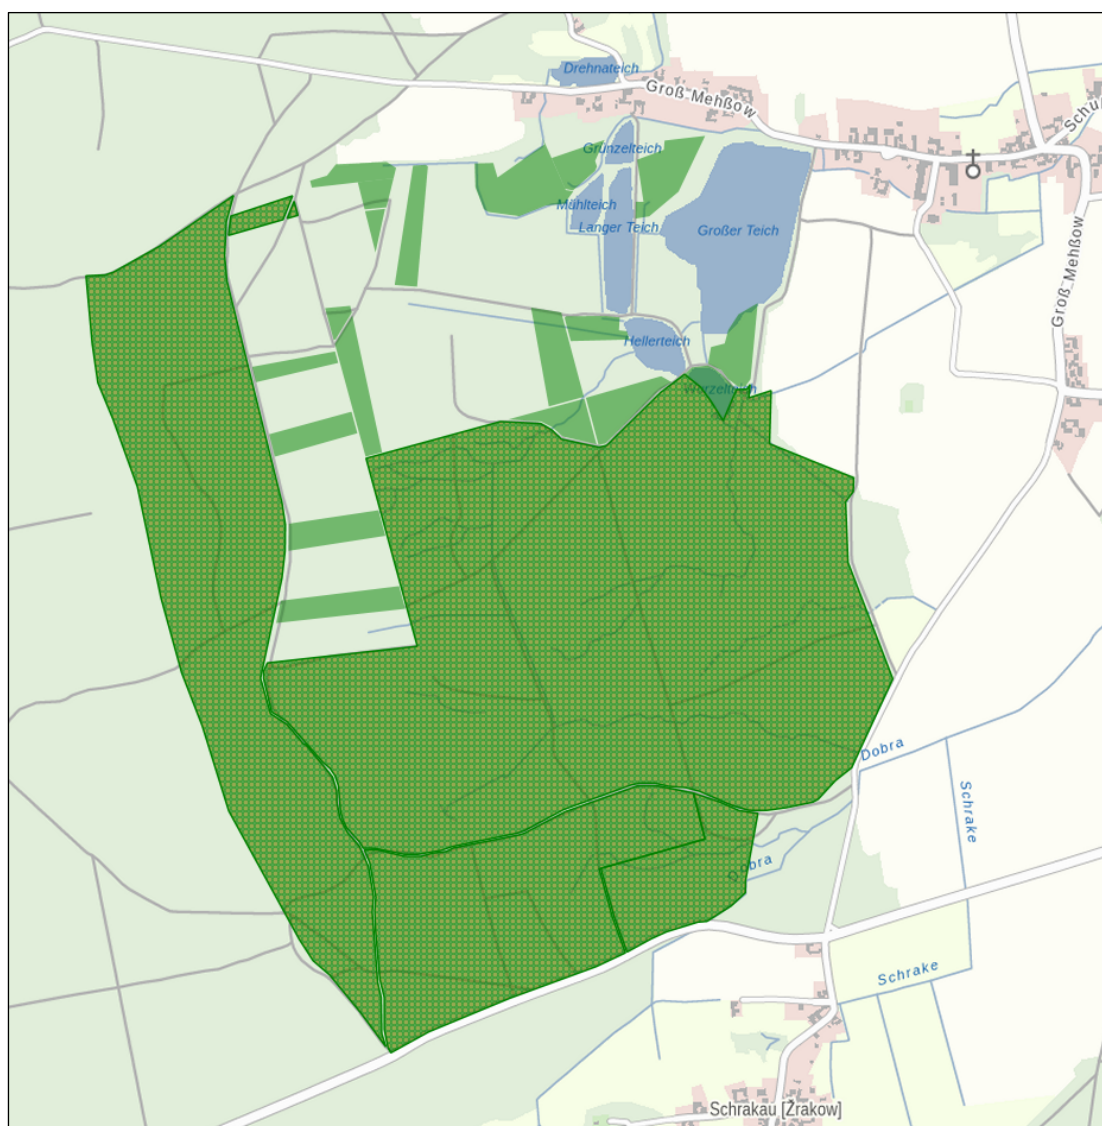 Drehnateich
Groß Mehßow
Schu
Grünzelteich
Mühlteich
Langer Teich
Großer Teich
Groß Mehßow
Hellerteich
Wurzelteich
Dobra
Schrake
Dobra
Schrake
Schrakau [Žrakow]